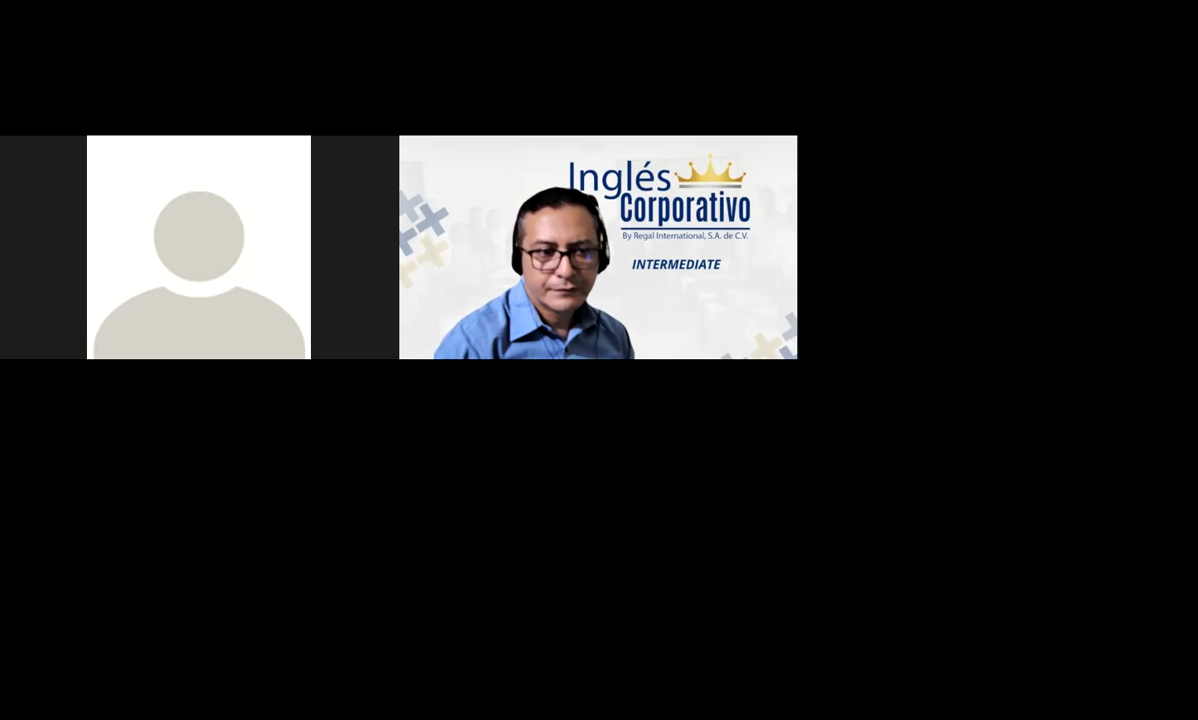 Inglés
Corporativo
By Regal International, S.A. de C.V.
INTERMEDIATE